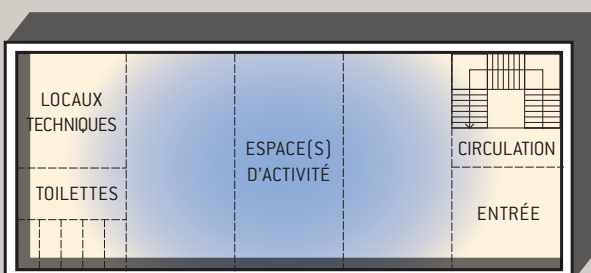 LOCAUX
TECHNIQUES
TOILETTES
ESPACE(S)
D'ACTIVITÉ
CIRCULATION
ENTRÉE